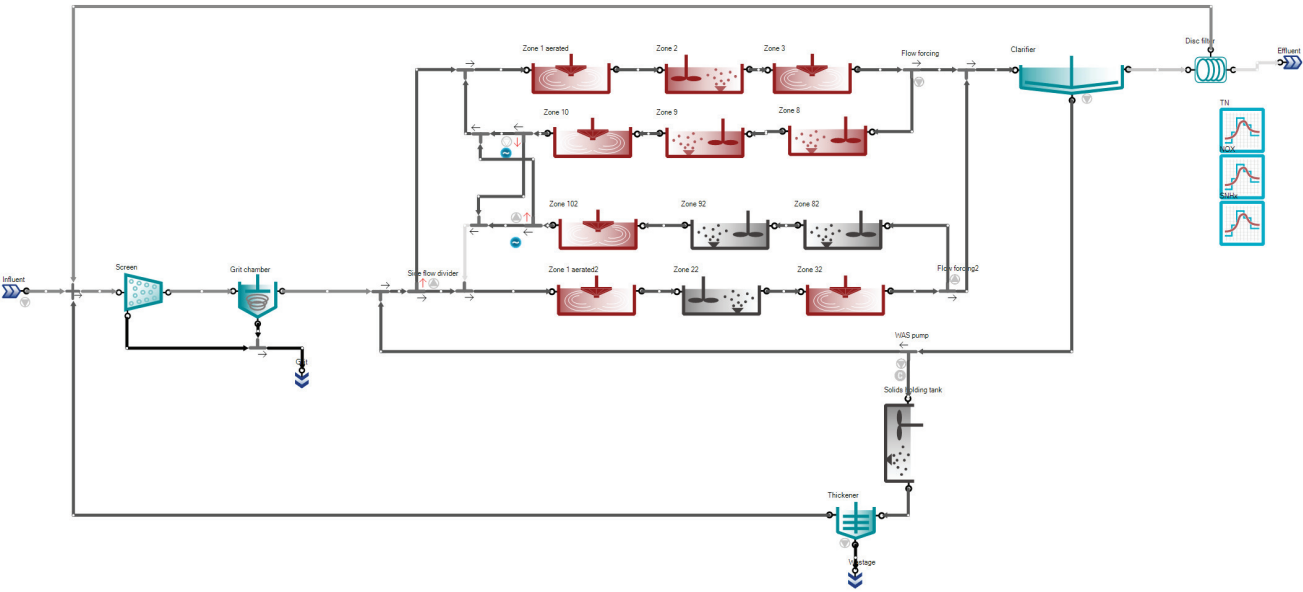 Zone 1 aerated
Zone 2
Zone 3
Flow forcing
Clarifier
Disc filter
Effluent
TN
Zone 10
Zone 9
Zone 8
NOX
SNHx
Zone 102
Zone 92
Zone 82
Influent
Screen
Grit chamber
Side flow divider
Zone 1 aerated2
Zone 22
Zone 32
Flow forcing2
WAS pump
Grit
C
Solids holding tank
Thickener
Wastage